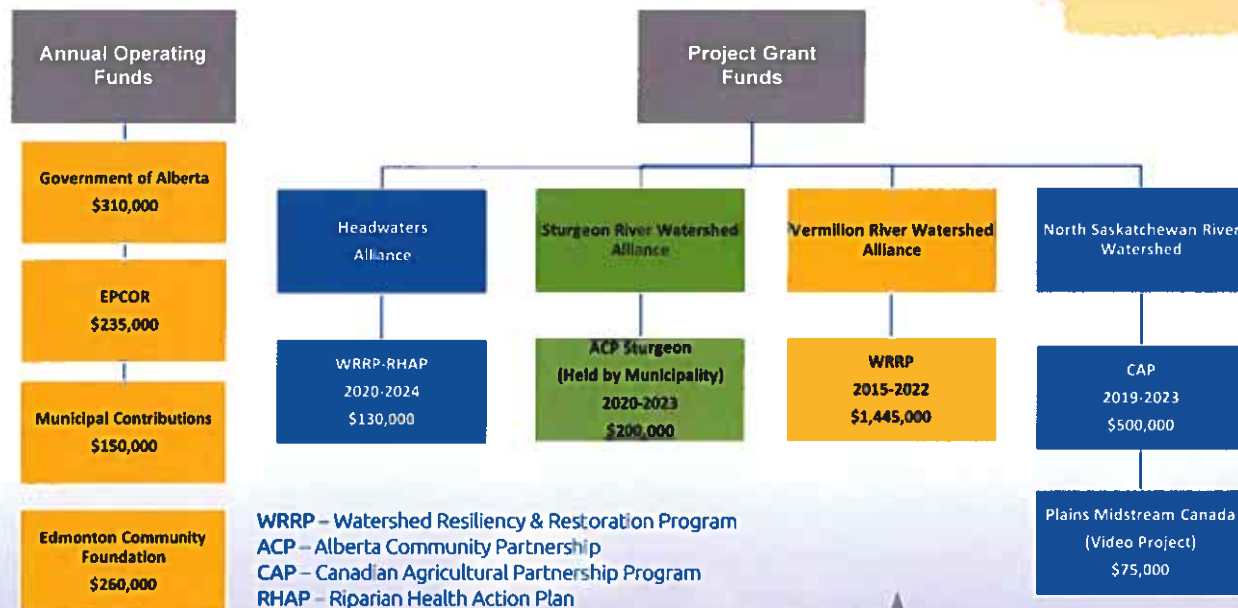 Annual Operating
Funds
Government of Alberta
$310,000
EPCOR
$235,000
Municipal Contributions
$150,000
Edmonton Community
Foundation
$260,000
Project Grant
Funds
Headwaters
Alliance
WRRP-RHAP
2020-2024
$130,000
Sturgeon River Watershed
Alliance
ACP Sturgeon
(Held by Municipality)
2020-2023
$200,000
Vermilion River Watershed
Alliance
WRRP
2015-2022
$1,445,000
North Saskatchewan River
Watershed
CAP
2019-2023
$500,000
Plains Midstream Canada
(Video Project)
$75,000
WRRP – Watershed Resiliency & Restoration Program
ACP – Alberta Community Partnership
CAP – Canadian Agricultural Partnership Program
RHAP – Riparian Health Action Plan